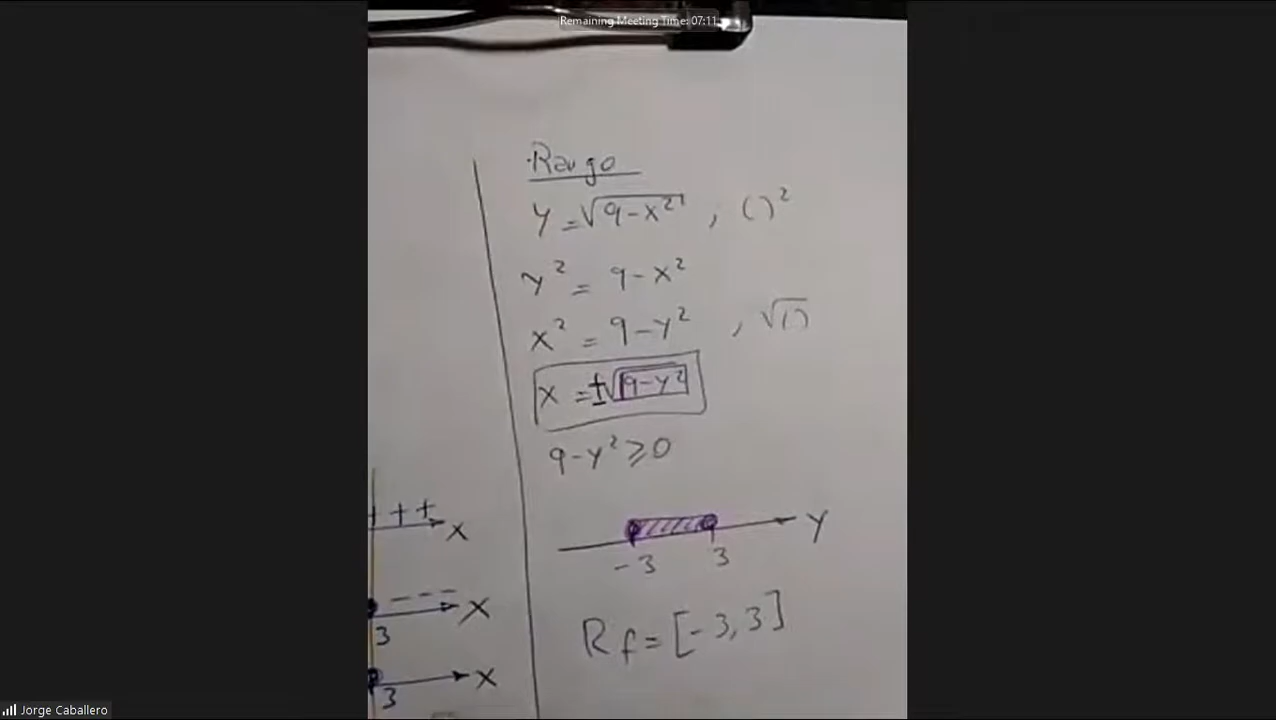 Remaining Meeting Time: 07:11
Rango
y = √9-x² , ( )²
y² = 9-x²
x² = 9-y² , √( )
x = ±√9-y²
9-y² ≥ 0
+ + + x
-3 3 y
- - - x
3
Rf = [-3, 3]
x
3
Jorge Caballero